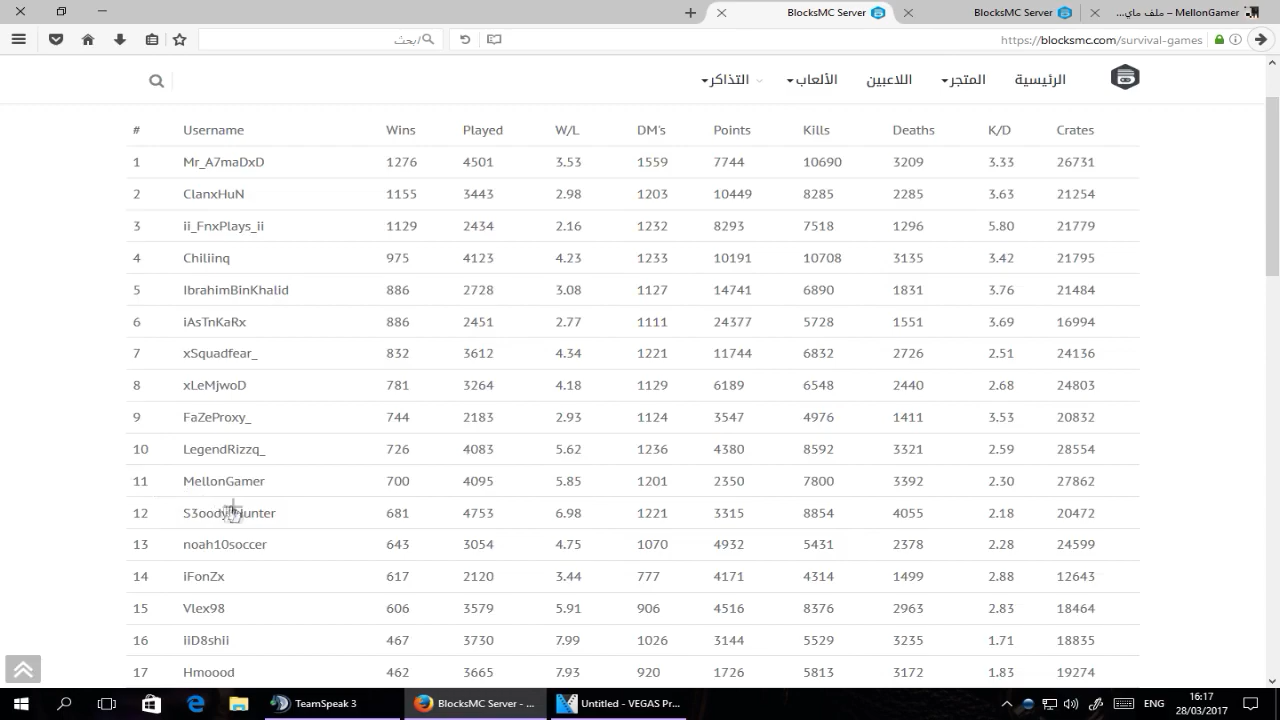 BlocksMC Server
BlocksMC Server
MellonGamer – ملف ماي...
بحث
https://blocksmc.com/survival-games
الرئيسية المتجر اللاعبين الألعاب التذاكر
# Username Wins Played W/L DM's Points Kills Deaths K/D Crates
1 Mr_A7maDxD 1276 4501 3.53 1559 7744 10690 3209 3.33 26731
2 ClanxHuN 1155 3443 2.98 1203 10449 8285 2285 3.63 21254
3 ii_FnxPlays_ii 1129 2434 2.16 1232 8293 7518 1296 5.80 21779
4 Chiliinq 975 4123 4.23 1233 10191 10708 3135 3.42 21795
5 IbrahimBinKhalid 886 2728 3.08 1127 14741 6890 1831 3.76 21484
6 iAsTnKaRx 886 2451 2.77 1111 24377 5728 1551 3.69 16994
7 xSquadfear_ 832 3612 4.34 1221 11744 6832 2726 2.51 24136
8 xLeMjwoD 781 3264 4.18 1129 6189 6548 2440 2.68 24803
9 FaZeProxy_ 744 2183 2.93 1124 3547 4976 1411 3.53 20832
10 LegendRizzq_ 726 4083 5.62 1236 4380 8592 3321 2.59 28554
11 MellonGamer 700 4095 5.85 1201 2350 7800 3392 2.30 27862
12 681 4753 6.98 1221 3315 8854 4055 2.18 20472
13 noah10soccer 643 3054 4.75 1070 4932 5431 2378 2.28 24599
14 iFonZx 617 2120 3.44 777 4171 4314 1499 2.88 12643
15 Vlex98 606 3579 5.91 906 4516 8376 2963 2.83 18464
16 iiD8shii 467 3730 7.99 1026 3144 5529 3235 1.71 18835
17 Hmoood 462 3665 7.93 920 1726 5813 3172 1.83 19274
TeamSpeak 3
BlocksMC Server - ...
Untitled - VEGAS Pr...
ENG
16:17
28/03/2017